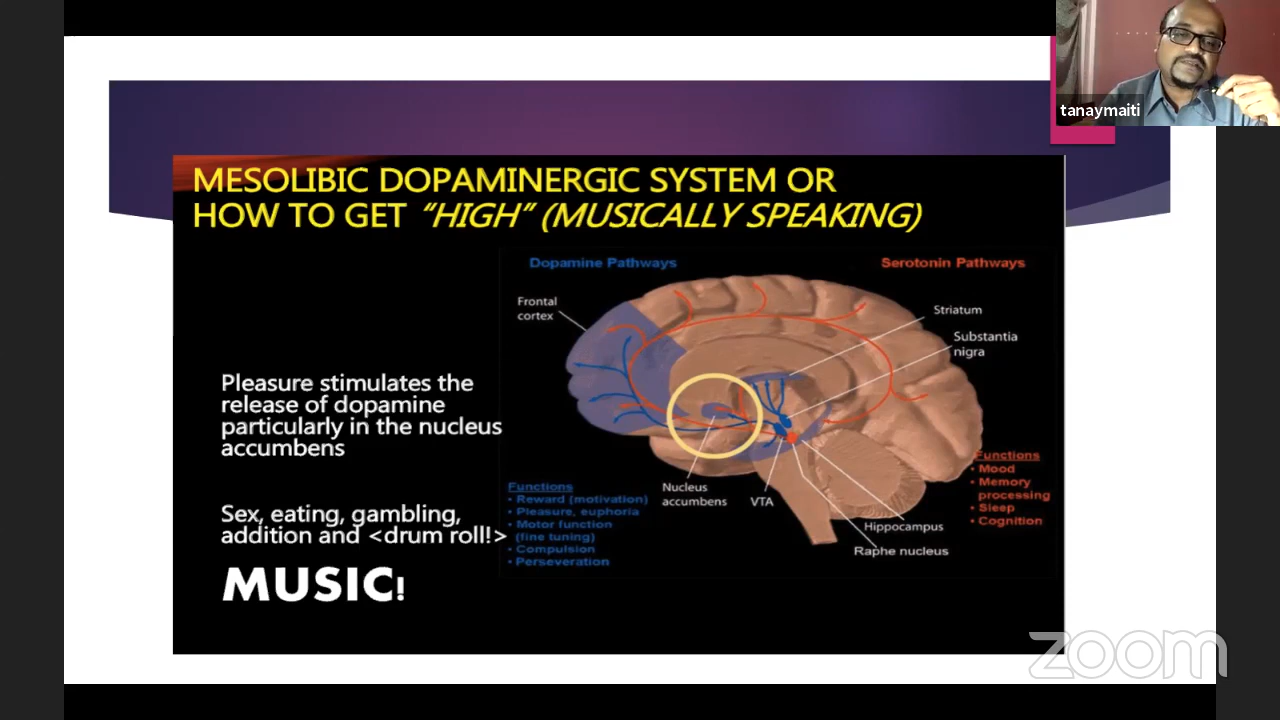 tanaymaiti
MESOLIBIC DOPAMINERGIC SYSTEM OR
HOW TO GET “HIGH” (MUSICALLY SPEAKING)
Dopamine Pathways
Serotonin Pathways
Frontal
cortex
Striatum
Substantia
nigra
Pleasure stimulates the
release of dopamine
particularly in the nucleus
accumbens
Sex, eating, gambling,
addition and <drum roll!>
MUSIC!
Functions
• Reward (motivation)
• Pleasure, euphoria
• Motor function
(fine tuning)
• Compulsion
• Perseveration
Nucleus
accumbens
VTA
Hippocampus
Raphe nucleus
Functions
• Mood
• Memory
processing
• Sleep
• Cognition
zoom